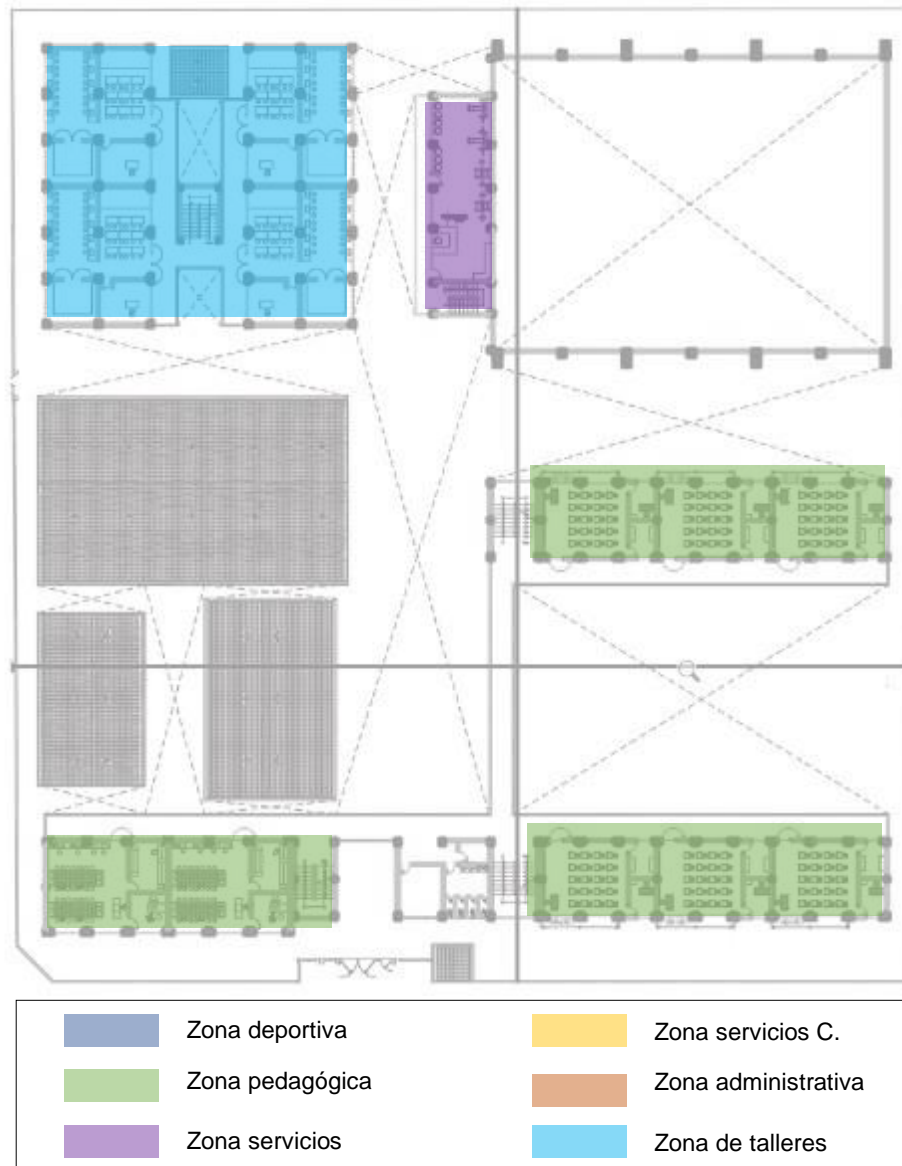 Zona deportiva
Zona servicios C.
Zona pedagógica
Zona administrativa
Zona servicios
Zona de talleres